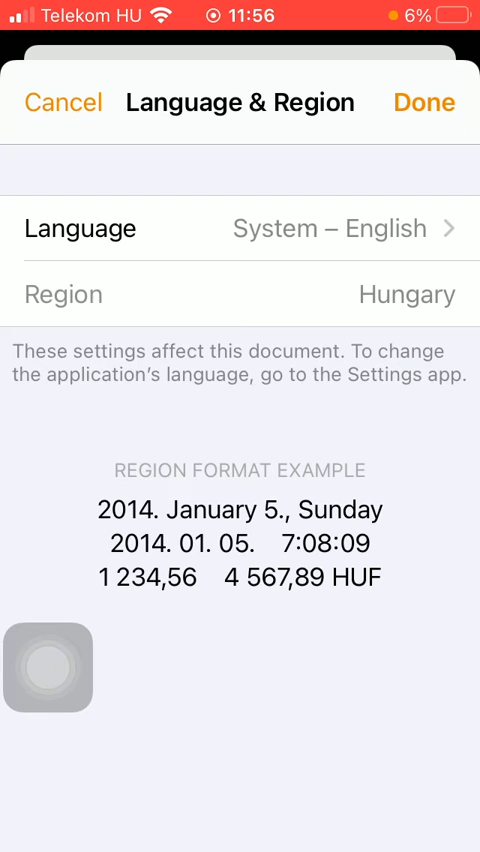 Telekom HU 11:56 6%
Cancel Language & Region Done
Language System – English
Region Hungary
These settings affect this document. To change
the application's language, go to the Settings app.
REGION FORMAT EXAMPLE
2014. January 5., Sunday
2014. 01. 05. 7:08:09
1 234,56 4 567,89 HUF